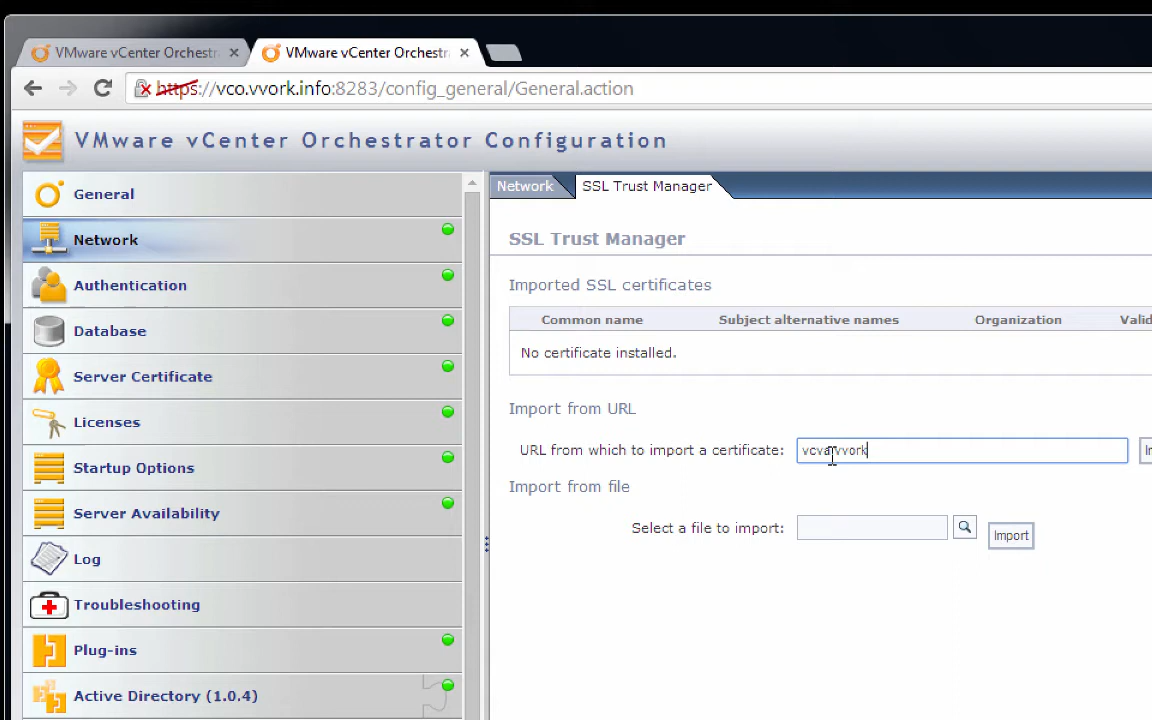 VMware vCenter Orchestr
VMware vCenter Orchestr
https://vco.vvork.info:8283/config_general/General.action
VMware vCenter Orchestrator Configuration
General
Network
Authentication
Database
Server Certificate
Licenses
Startup Options
Server Availability
Log
Troubleshooting
Plug-ins
Active Directory (1.0.4)
Network
SSL Trust Manager
SSL Trust Manager
Imported SSL certificates
Common name Subject alternative names Organization Valid
No certificate installed.
Import from URL
URL from which to import a certificate: vcva.vvork
Import from file
Select a file to import: Import